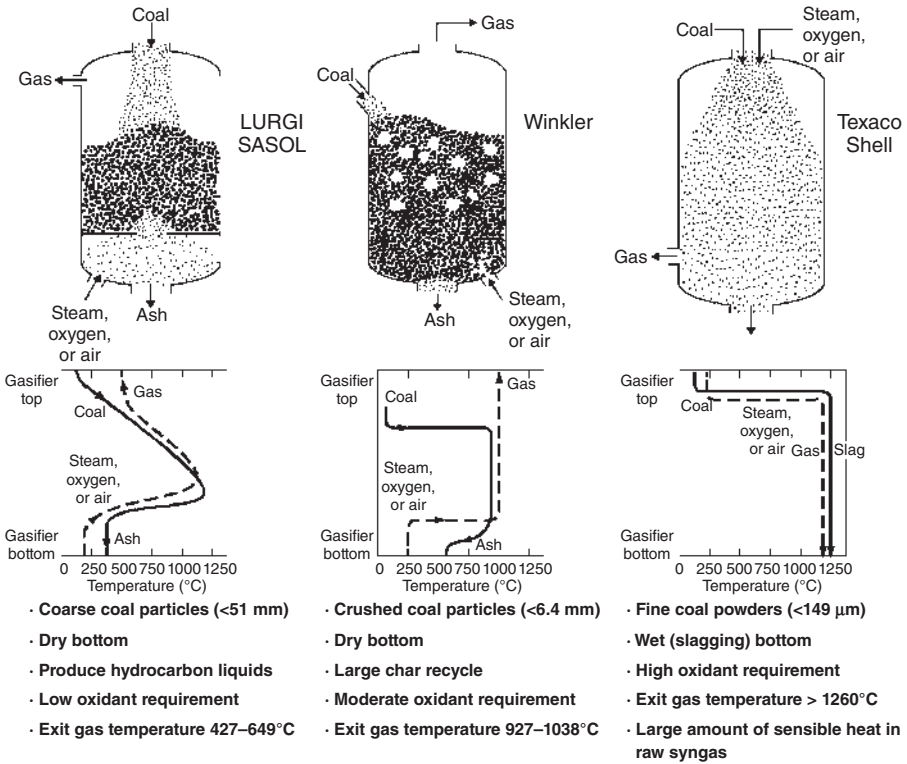 Coal
Gas
LURGI
SASOL
Steam,
oxygen,
or air
Ash
Gas
Coal
Winkler
Ash
Steam,
oxygen,
or air
Coal
Steam,
oxygen,
or air
Texaco
Shell
Gas
Gasifier
top
Gas
Coal
Steam,
oxygen,
or air
Ash
Gasifier
bottom
0 250 500 750 1000 1250
Temperature (°C)
· Coarse coal particles (<51 mm)
· Dry bottom
· Produce hydrocarbon liquids
· Low oxidant requirement
· Exit gas temperature 427–649°C
Gasifier
top
Coal
Gas
Steam,
oxygen,
or air
Ash
Gasifier
bottom
0 250 500 750 1000 1250
Temperature (°C)
· Crushed coal particles (<6.4 mm)
· Dry bottom
· Large char recycle
· Moderate oxidant requirement
· Exit gas temperature 927–1038°C
Gasifier
top
Coal
Steam,
oxygen,
or air
Gas
Slag
Gasifier
bottom
0 250 500 750 1000 1250
Temperature (°C)
· Fine coal powders (<149 μm)
· Wet (slagging) bottom
· High oxidant requirement
· Exit gas temperature > 1260°C
· Large amount of sensible heat in
raw syngas